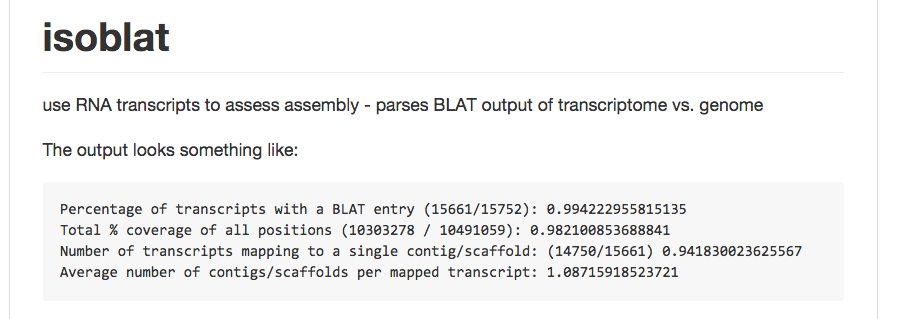 isoblat
use RNA transcripts to assess assembly - parses BLAT output of transcriptome vs. genome
The output looks something like:
Percentage of transcripts with a BLAT entry (15661/15752): 0.994222955815135
Total % coverage of all positions (10303278 / 10491059): 0.982100853688841
Number of transcripts mapping to a single contig/scaffold: (14750/15661) 0.941830023625567
Average number of contigs/scaffolds per mapped transcript: 1.08715918523721